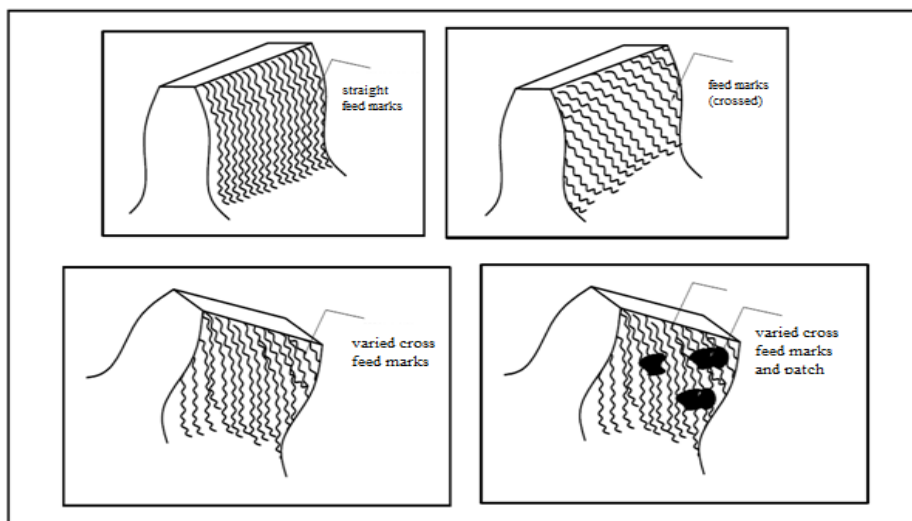 straight
feed marks
feed marks
(crossed)
varied cross
feed marks
varied cross
feed marks
and patch